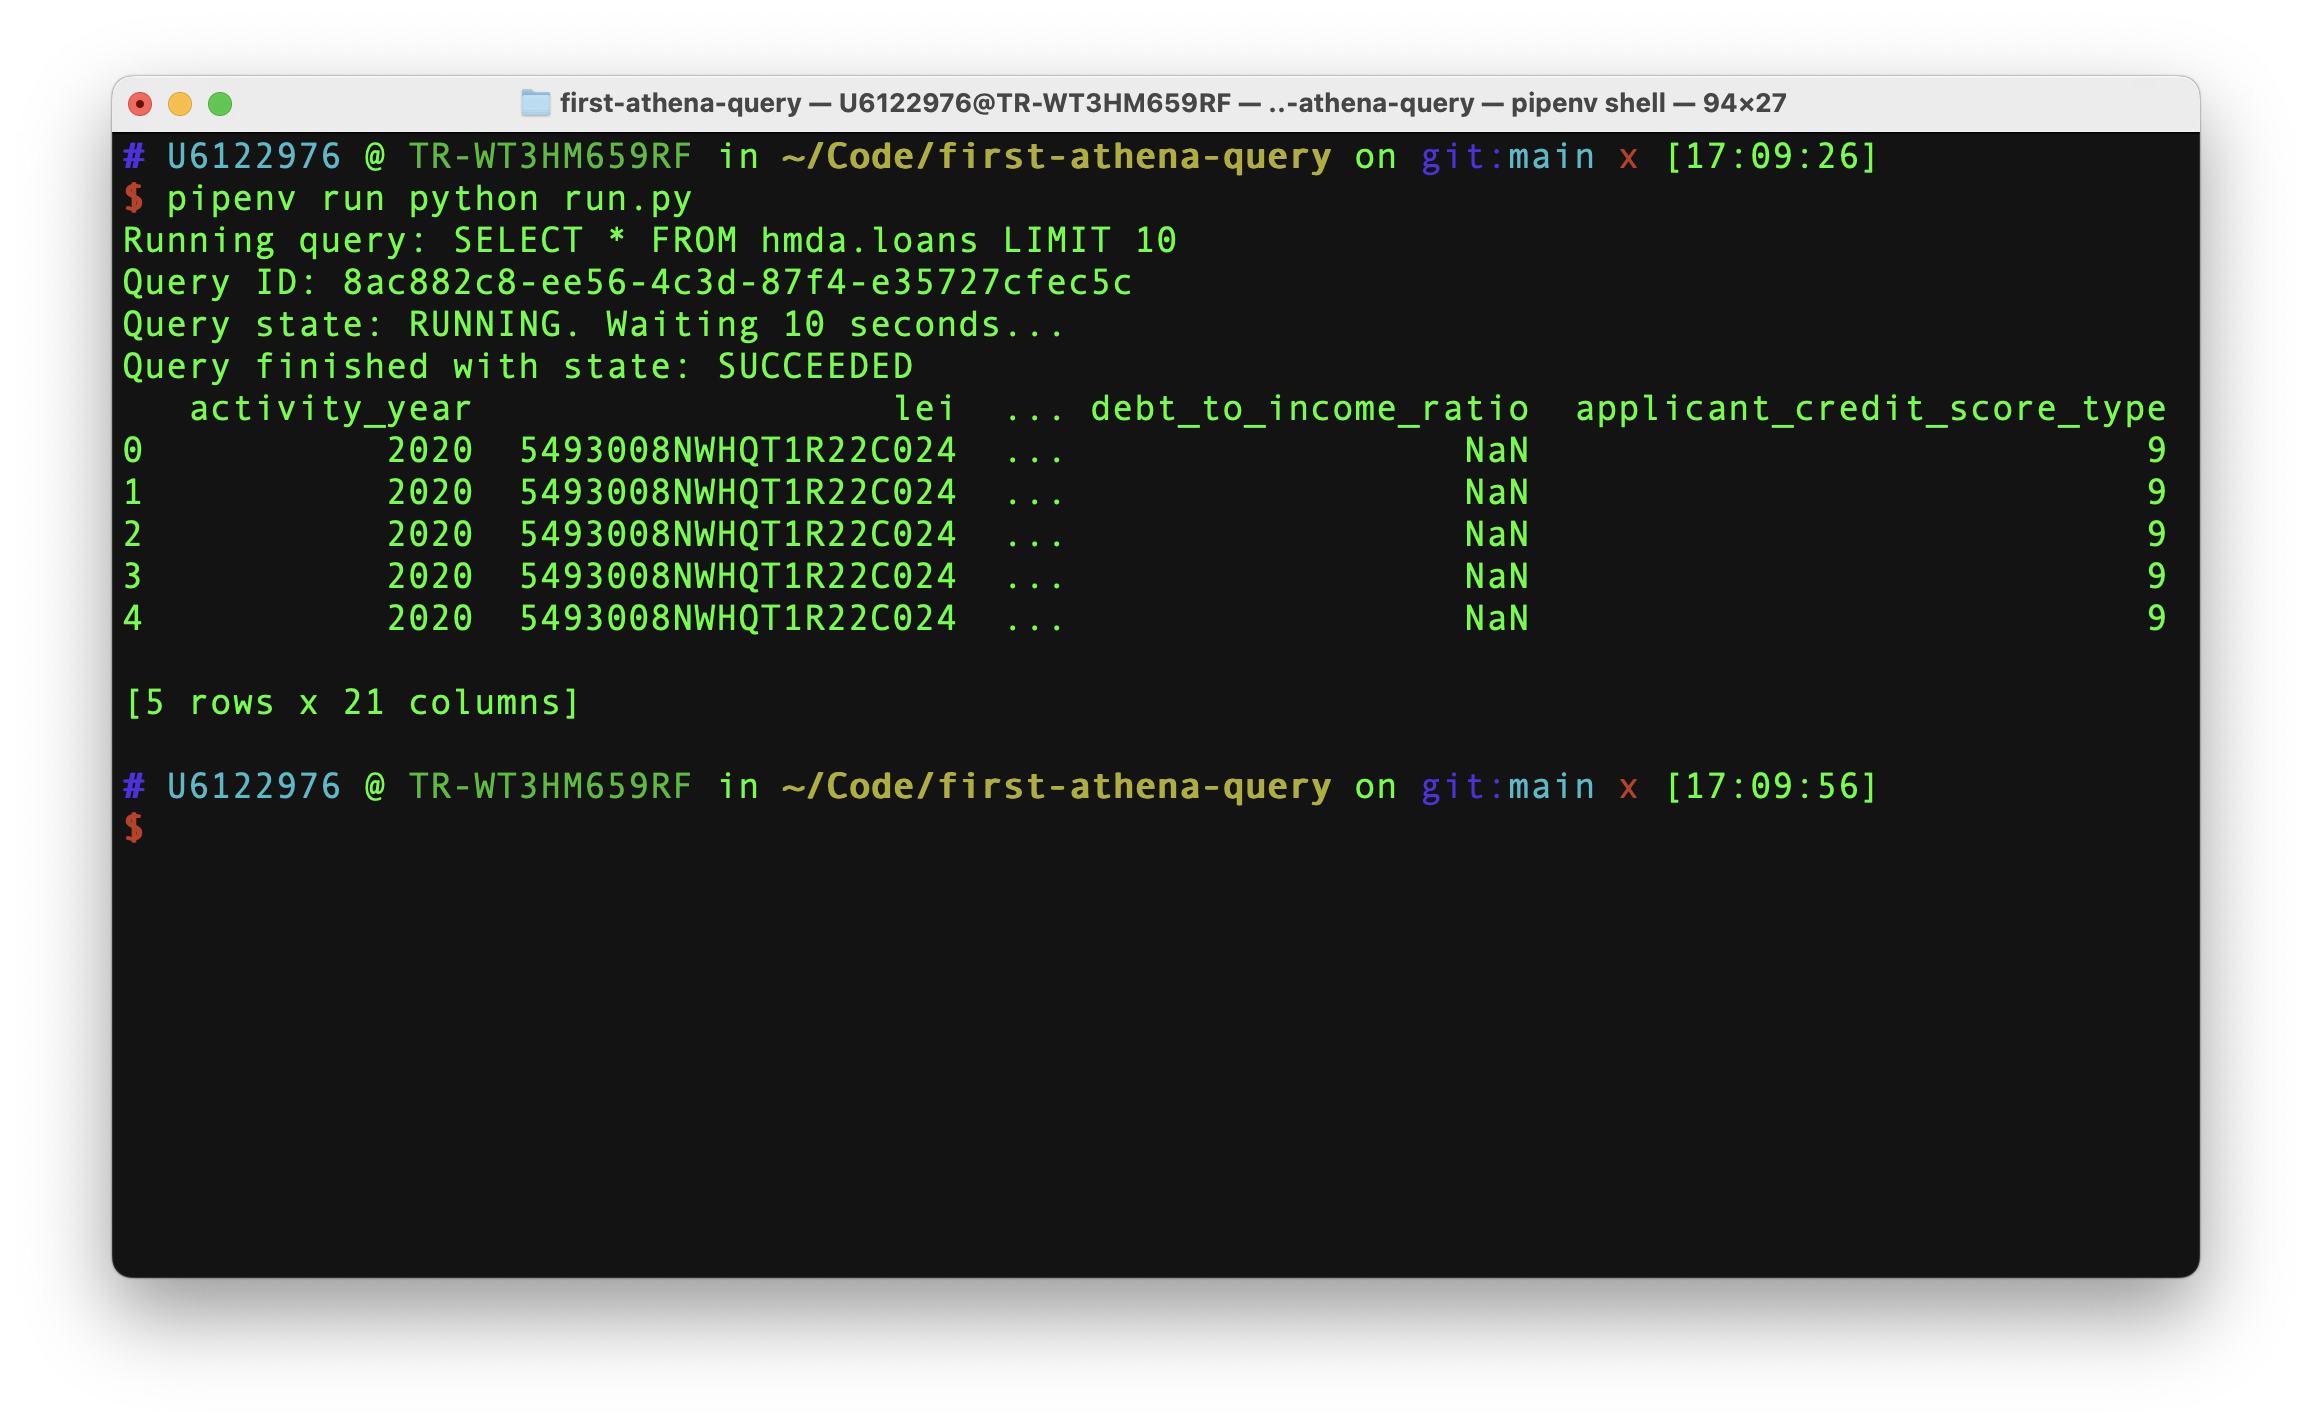 first-athena-query — U6122976@TR-WT3HM659RF — ..-athena-query — pipenv shell — 94×27
# U6122976 @ TR-WT3HM659RF in ~/Code/first-athena-query on git:main x [17:09:26]
$ pipenv run python run.py
Running query: SELECT * FROM hmda.loans LIMIT 10
Query ID: 8ac882c8-ee56-4c3d-87f4-e35727cfec5c
Query state: RUNNING. Waiting 10 seconds...
Query finished with state: SUCCEEDED
   activity_year                   lei  ... debt_to_income_ratio  applicant_credit_score_type
0           2020  5493008NWHQT1R22C024  ...                  NaN                            9
1           2020  5493008NWHQT1R22C024  ...                  NaN                            9
2           2020  5493008NWHQT1R22C024  ...                  NaN                            9
3           2020  5493008NWHQT1R22C024  ...                  NaN                            9
4           2020  5493008NWHQT1R22C024  ...                  NaN                            9
[5 rows x 21 columns]
# U6122976 @ TR-WT3HM659RF in ~/Code/first-athena-query on git:main x [17:09:56]
$